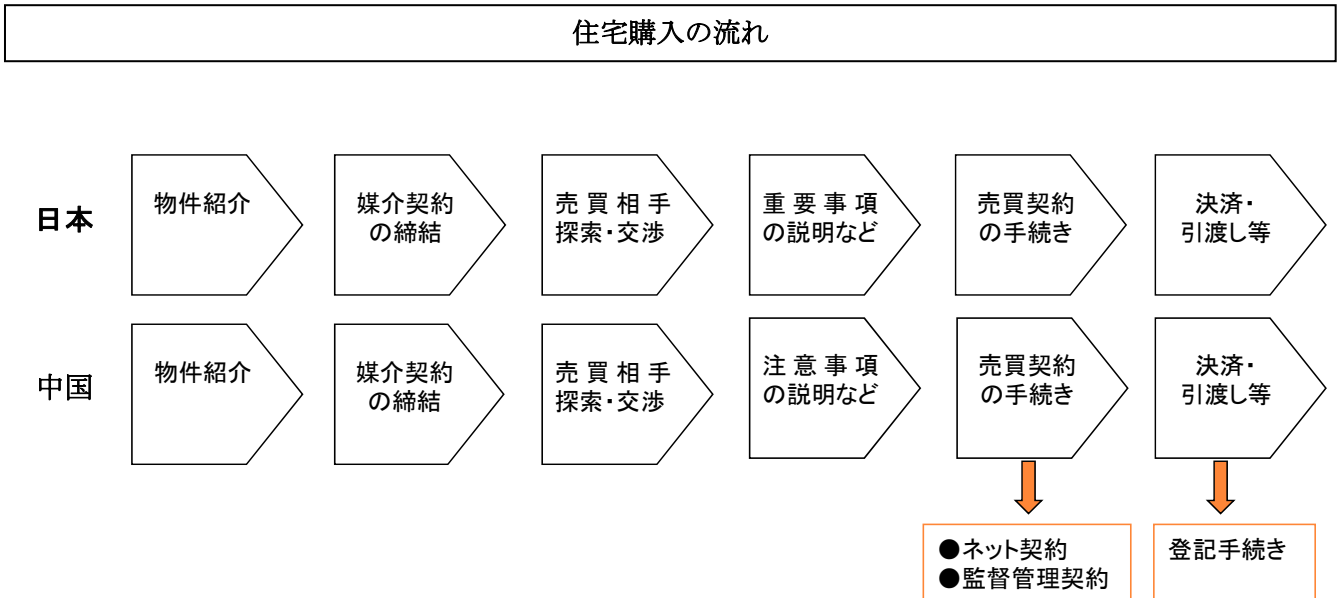 住宅購入の流れ
日本
物件紹介
媒介契約
の締結
売買相手
探索・交渉
重要事項
の説明など
売買契約
の手続き
決済・
引渡し等
中国
物件紹介
媒介契約
の締結
売買相手
探索・交渉
注意事項
の説明など
売買契約
の手続き
決済・
引渡し等
●ネット契約
●監督管理契約
登記手続き